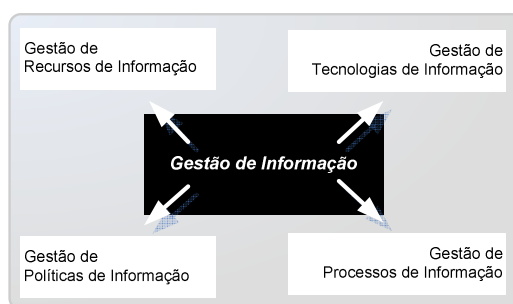 Gestão de
Recursos de Informação
Gestão de
Tecnologias de Informação
Gestão de Informação
Gestão de
Políticas de Informação
Gestão de
Processos de Informação